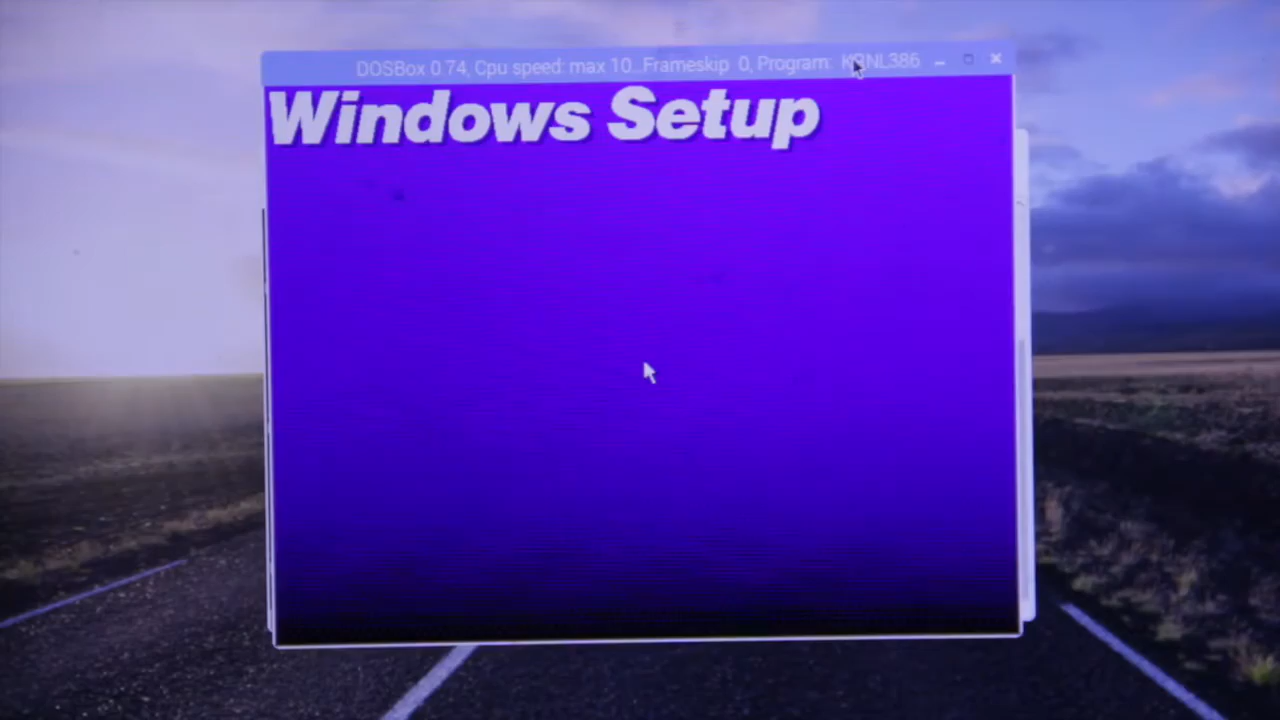 DOSBox 0.74, Cpu speed: max 10...Frameskip 0, Program: KRNL386
Windows Setup